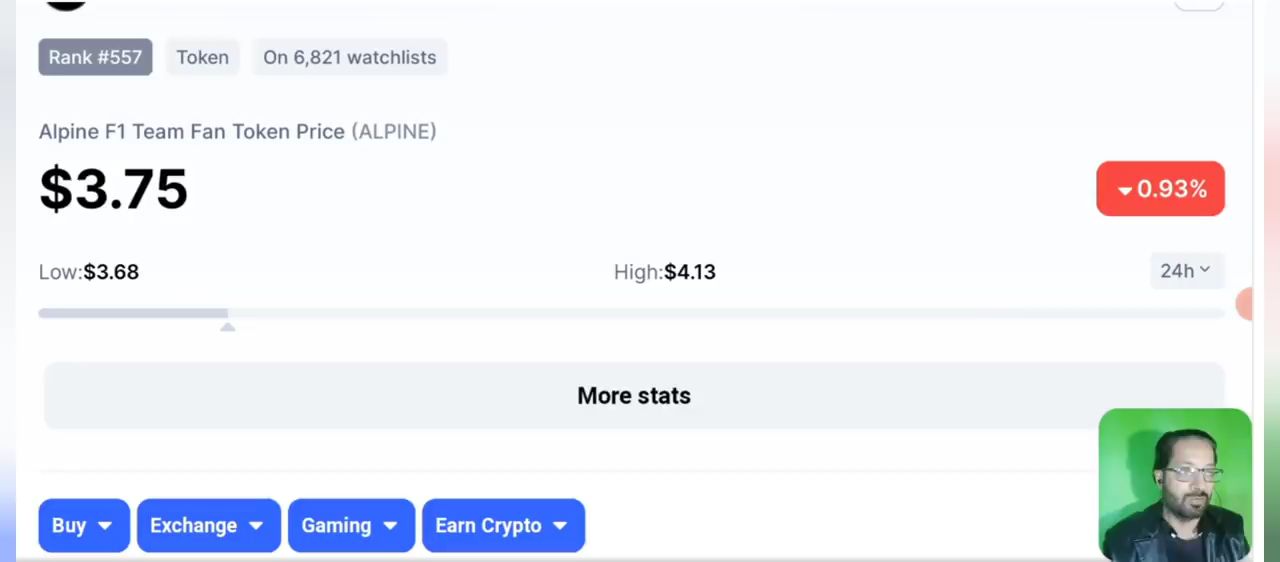 Rank #557 Token On 6,821 watchlists
Alpine F1 Team Fan Token Price (ALPINE)
$3.75
0.93%
Low:$3.68 High:$4.13 24h
More stats
Buy Exchange Gaming Earn Crypto